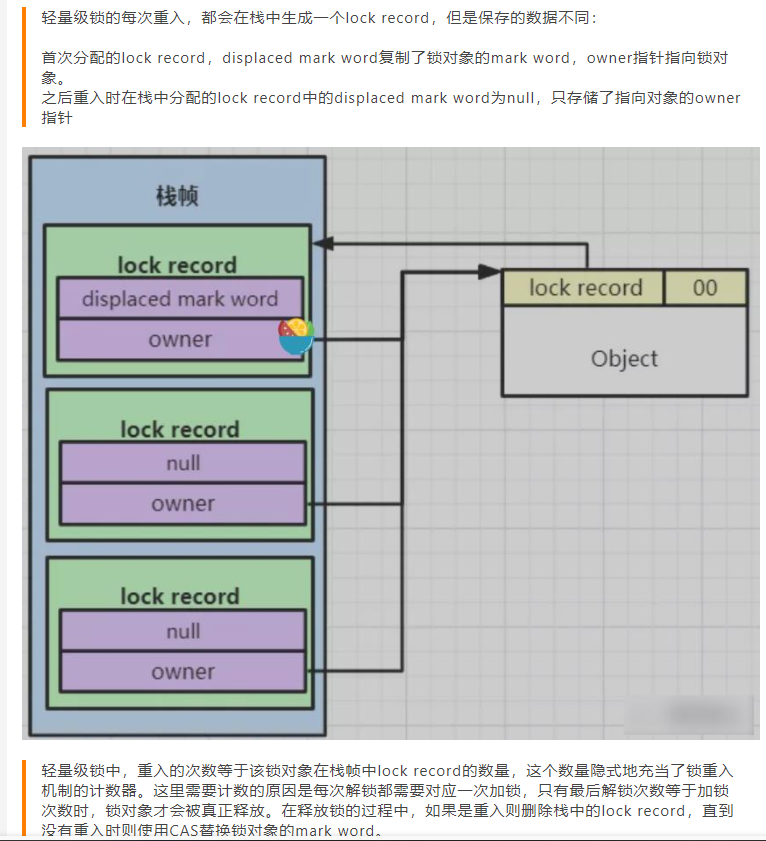 轻量级锁的每次重入，都会在栈中生成一个lock record，但是保存的数据不同：
首次分配的lock record，displaced mark word复制了锁对象的mark word，owner指针指向锁对
象。
之后重入时在栈中分配的lock record中的displaced mark word为null，只存储了指向对象的owner
指针
栈帧
lock record
displaced mark word
owner
lock record
null
owner
lock record
null
owner
lock record
00
Object
轻量级锁中，重入的次数等于该锁对象在栈帧中lock record的数量，这个数量隐式地充当了锁重入
机制的计数器。这里需要计数的原因是每次解锁都需要对应一次加锁，只有最后解锁次数等于加锁
次数时，锁对象才会被真正释放。在释放锁的过程中，如果是重入则删除栈中的lock record，直到
没有重入时则使用CAS替换锁对象的mark word。